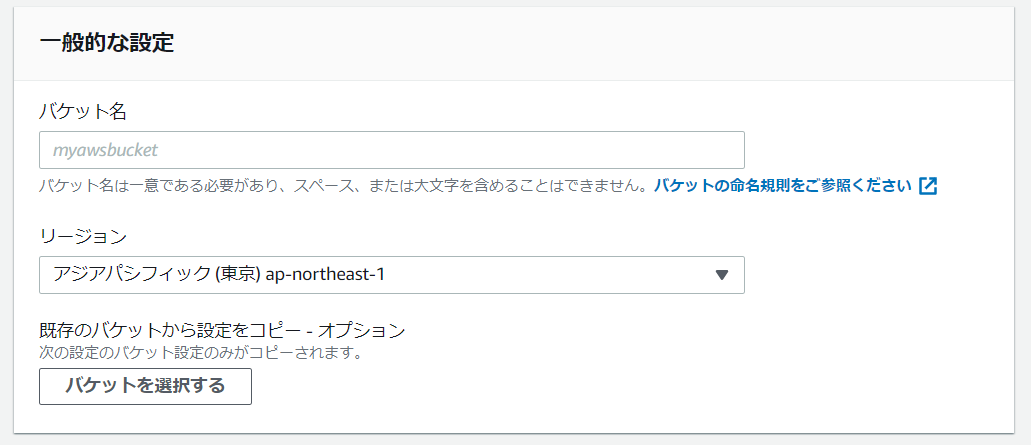 一般的な設定
バケット名
myawsbucket
バケット名は一意である必要があり、スペース、または大文字を含めることはできません。バケットの命名規則をご参照ください
リージョン
アジアパシフィック (東京) ap-northeast-1
既存のバケットから設定をコピー - オプション
次の設定のバケット設定のみがコピーされます。
バケットを選択する